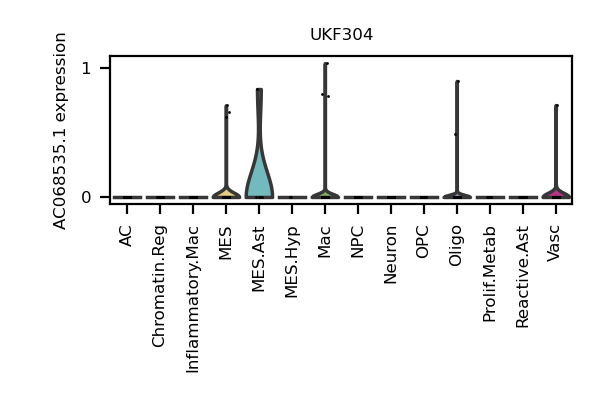 UKF304
AC068535.1 expression
1
0
AC
Chromatin.Reg
Inflammatory.Mac
MES
MES.Ast
MES.Hyp
Mac
NPC
Neuron
OPC
Oligo
Prolif.Metab
Reactive.Ast
Vasc